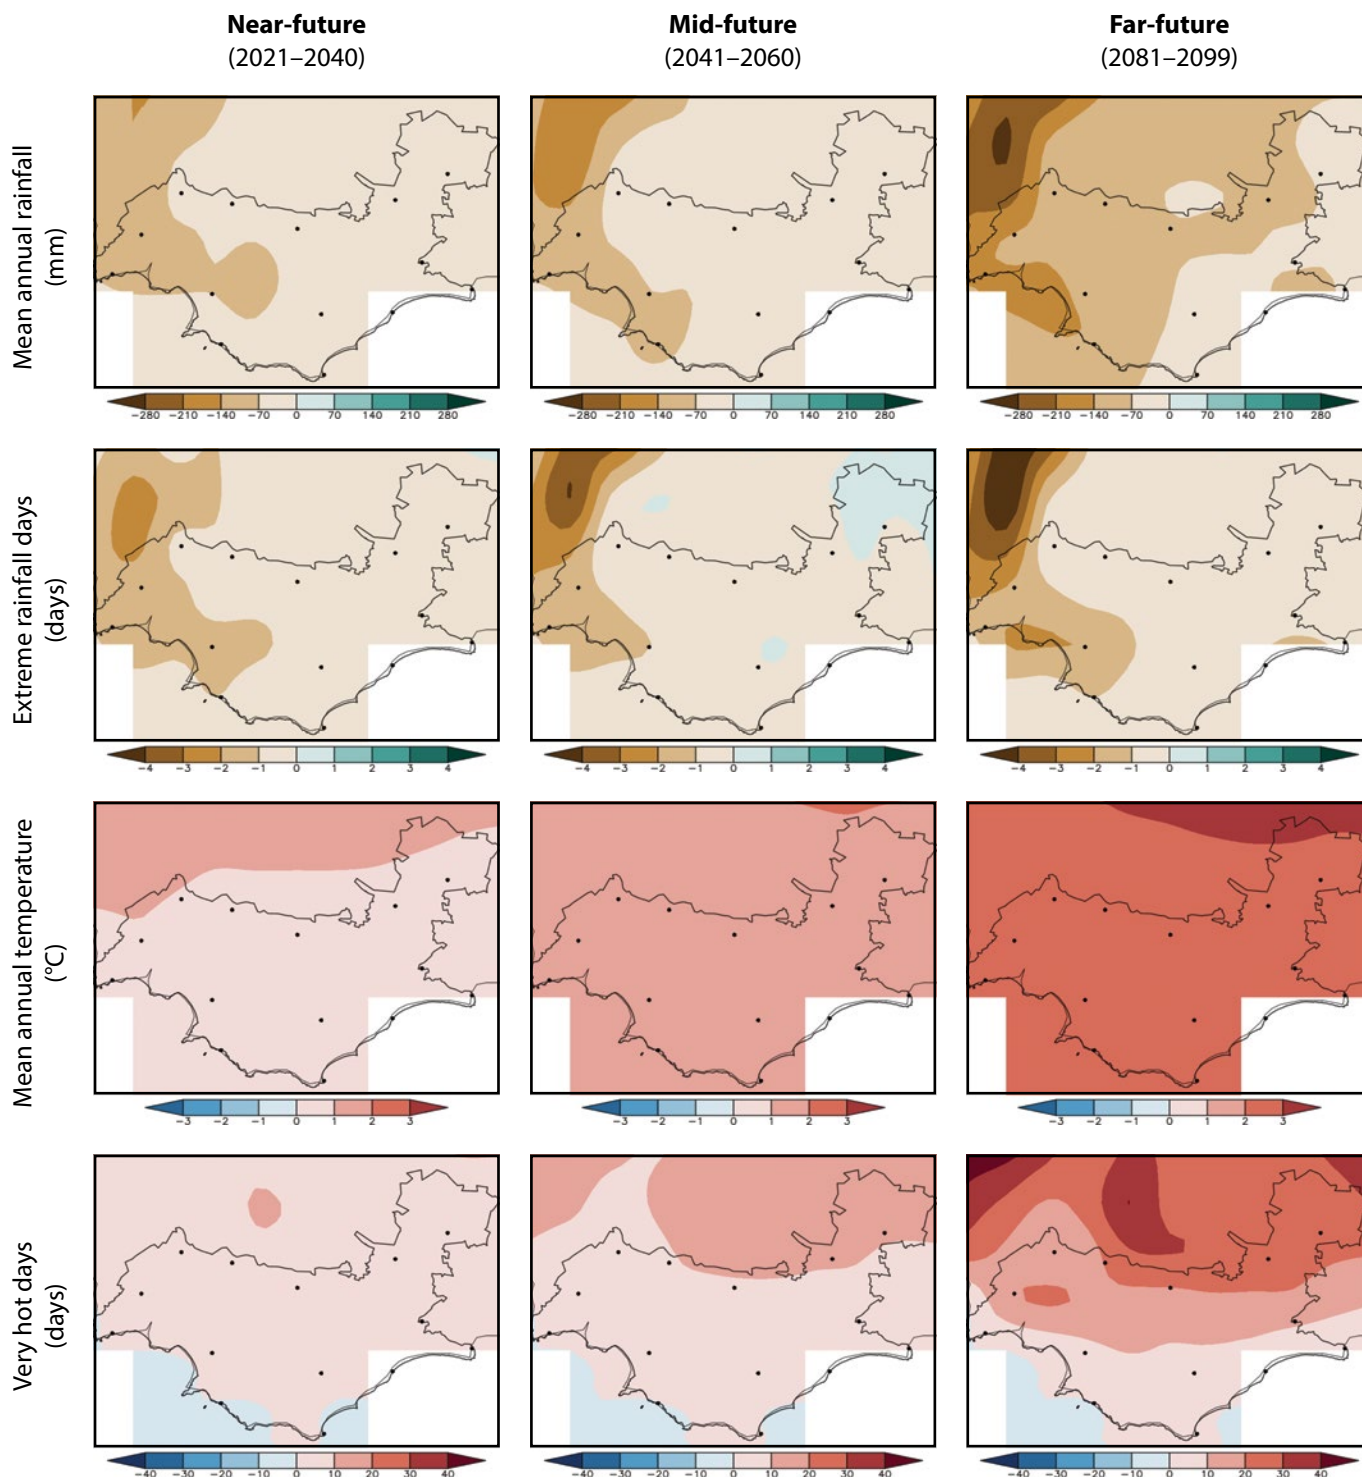 Near-future
(2021–2040)
Mid-future
(2041–2060)
Far-future
(2081–2099)
Mean annual rainfall
(mm)
−280 −210 −140 −70 0 70 140 210 280
−280 −210 −140 −70 0 70 140 210 280
−280 −210 −140 −70 0 70 140 210 280
Extreme rainfall days
(days)
−4 −3 −2 −1 0 1 2 3 4
−4 −3 −2 −1 0 1 2 3 4
−4 −3 −2 −1 0 1 2 3 4
Mean annual temperature
(°C)
−3 −2 −1 0 1 2 3
−3 −2 −1 0 1 2 3
−3 −2 −1 0 1 2 3
Very hot days
(days)
−40 −30 −20 −10 0 10 20 30 40
−40 −30 −20 −10 0 10 20 30 40
−40 −30 −20 −10 0 10 20 30 40